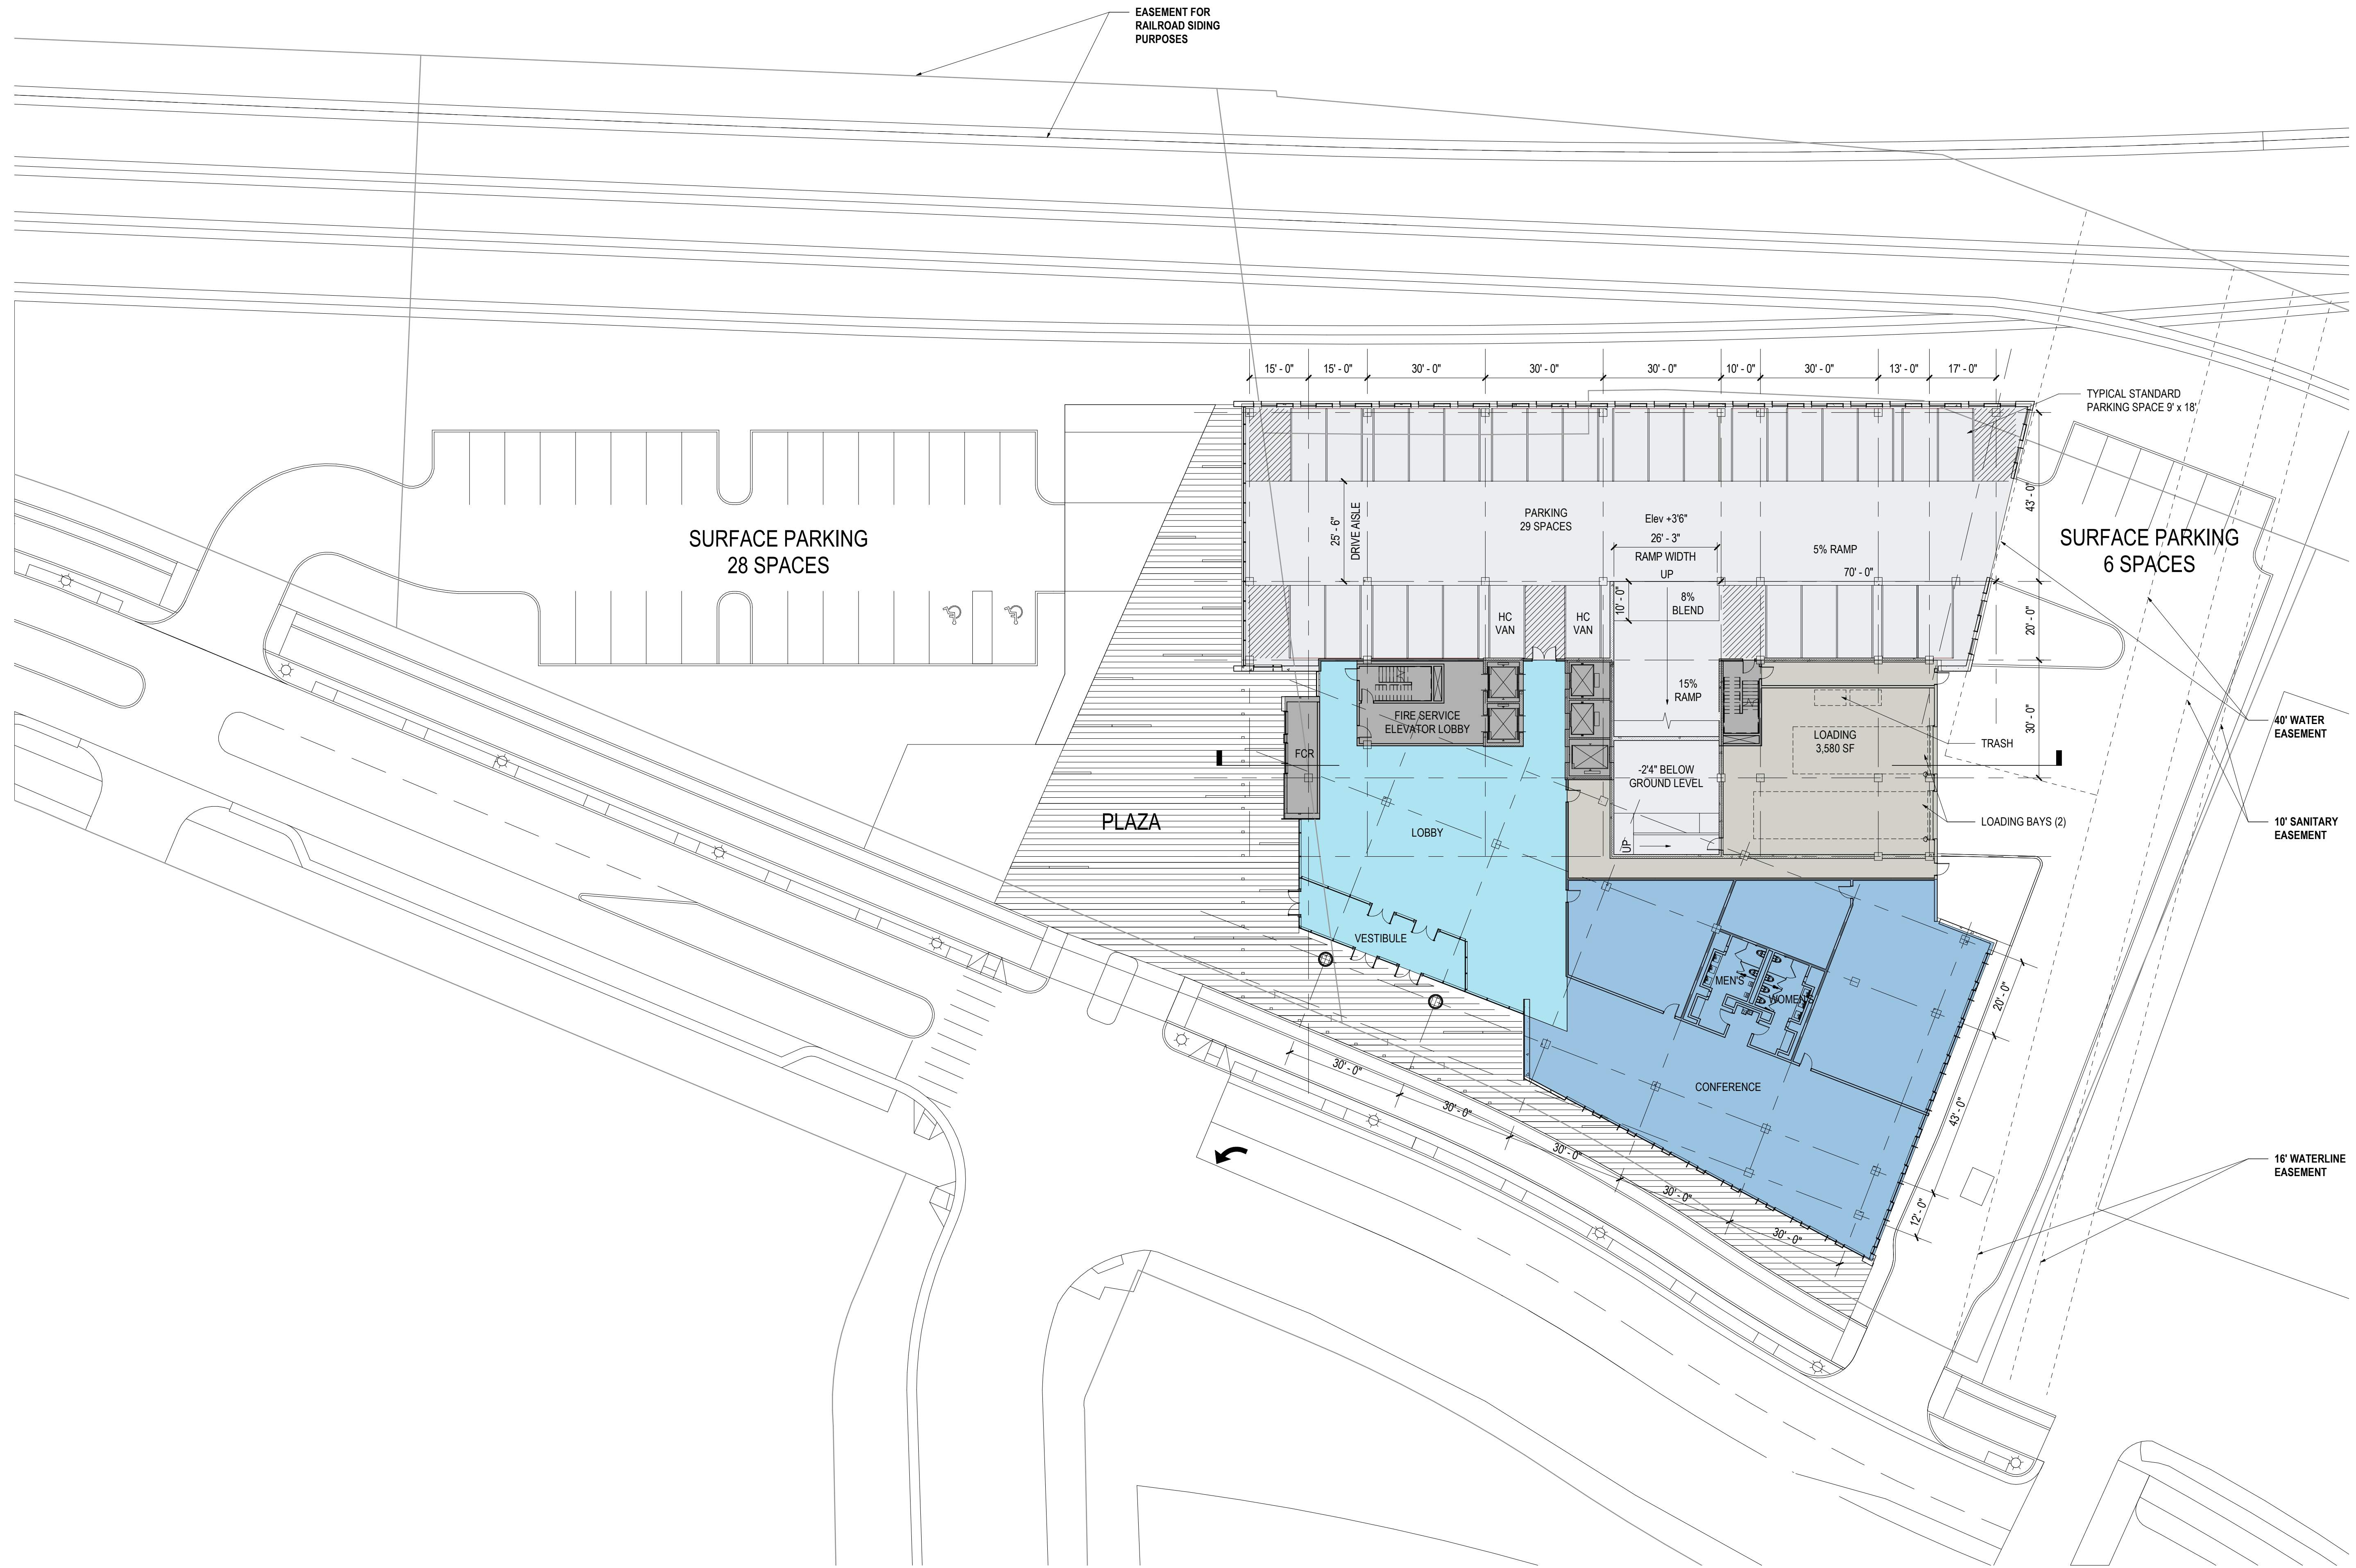 EASEMENT FOR
RAILROAD SIDING
PURPOSES
15' - 0"
15' - 0"
30' - 0"
30' - 0"
30' - 0"
10' - 0"
30' - 0"
13' - 0"
17' - 0"
TYPICAL STANDARD
PARKING SPACE 9' x 18'
SURFACE PARKING
28 SPACES
25' - 6"
DRIVE AISLE
PARKING
29 SPACES
Elev +3'6"
26' - 3"
RAMP WIDTH
UP
5% RAMP
70' - 0"
43' - 0"
SURFACE PARKING
6 SPACES
10' - 0"
8%
BLEND
HC
VAN
HC
VAN
20' - 0"
15%
RAMP
FIRE SERVICE
ELEVATOR LOBBY
FCR
LOADING
3,580 SF
30' - 0"
40' WATER
EASEMENT
TRASH
-2'4" BELOW
GROUND LEVEL
PLAZA
LOBBY
UP
LOADING BAYS (2)
10' SANITARY
EASEMENT
VESTIBULE
MEN'S
WOMEN'S
20' - 0"
CONFERENCE
30' - 0"
30' - 0"
30' - 0"
30' - 0"
30' - 0"
43' - 0"
12' - 0"
16' WATERLINE
EASEMENT